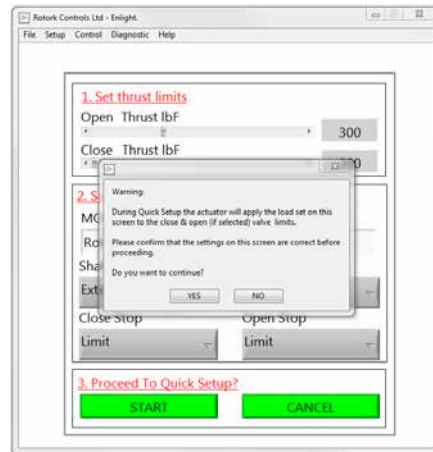 Rotork Controls Ltd - Enlight.
File Setup Control Diagnostic Help
1. Set thrust limits
Open Thrust lbF
300
Close Thrust lbF
Warning:
During Quick Setup the actuator will apply the load set on this
screen to the close & open (if selected) valve limits.
Please confirm that the settings on this screen are correct before
proceeding.
Do you want to continue?
YES NO
2. S
MO
Ro
Sha
Ext
Close Stop Open Stop
Limit Limit
3. Proceed To Quick Setup?
START CANCEL